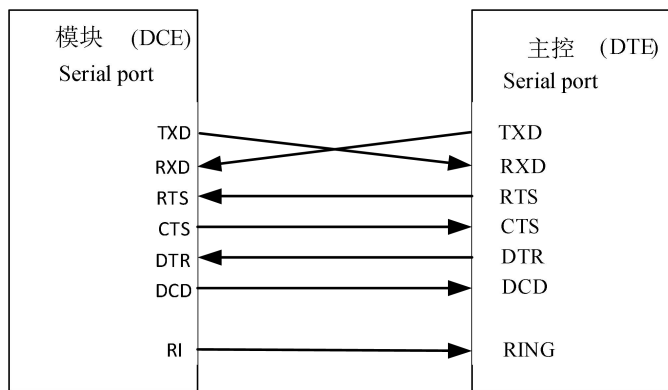 模块 (DCE)
Serial port
TXD
RXD
RTS
CTS
DTR
DCD
RI
主控 (DTE)
Serial port
TXD
RXD
RTS
CTS
DTR
DCD
RING